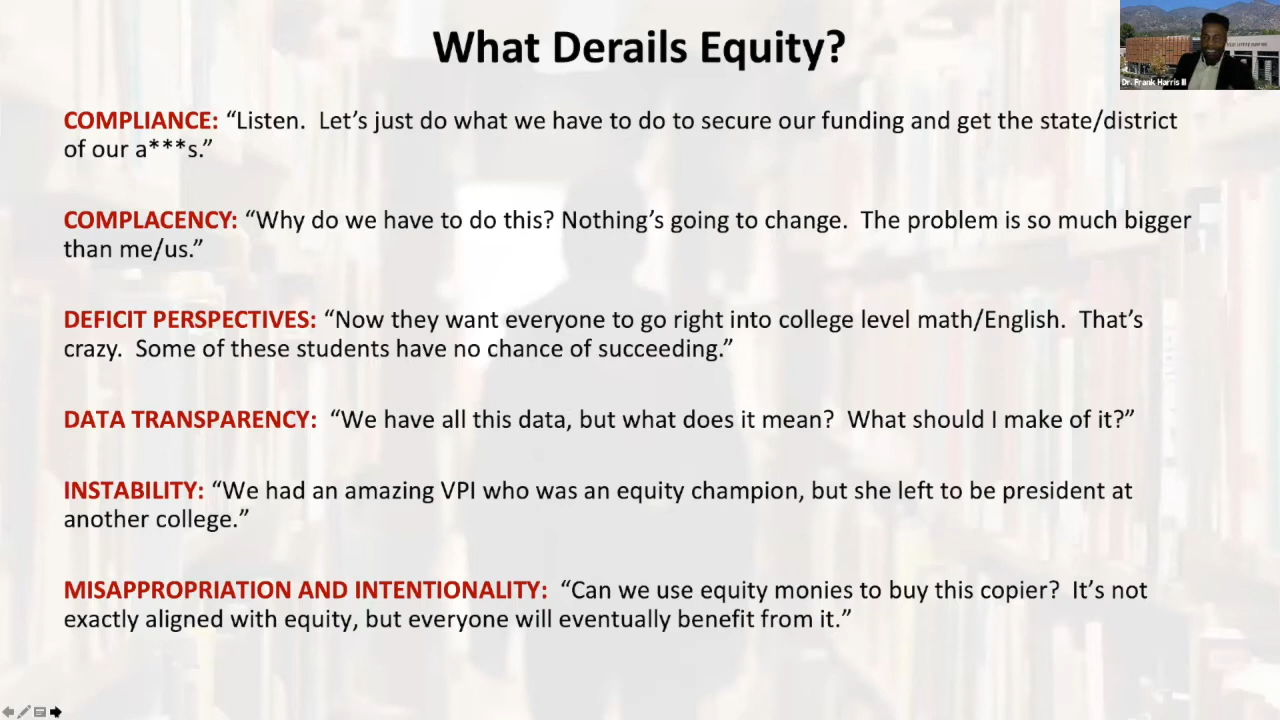 What Derails Equity?
Dr. Frank Harris III
COMPLIANCE: “Listen.  Let’s just do what we have to do to secure our funding and get the state/district
of our a***s.”
COMPLACENCY: “Why do we have to do this? Nothing’s going to change.  The problem is so much bigger
than me/us.”
DEFICIT PERSPECTIVES: “Now they want everyone to go right into college level math/English.  That’s
crazy.  Some of these students have no chance of succeeding.”
DATA TRANSPARENCY:  “We have all this data, but what does it mean?  What should I make of it?”
INSTABILITY: “We had an amazing VPI who was an equity champion, but she left to be president at
another college.”
MISAPPROPRIATION AND INTENTIONALITY:  “Can we use equity monies to buy this copier?  It’s not
exactly aligned with equity, but everyone will eventually benefit from it.”